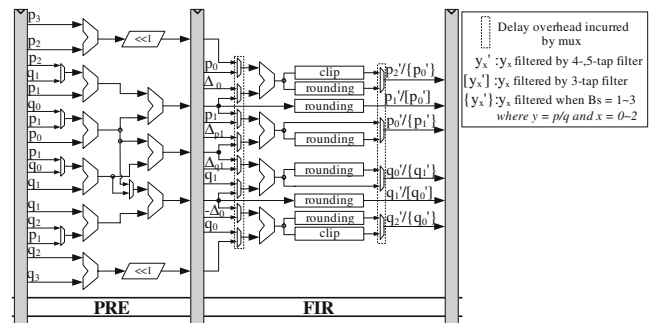 p3
p2
p2
q1
p1
q0
p1
p0
p1
q0
q1
q1
q2
p1
q2
q3
<<1
<<1
PRE
p0
Δ0
p1
Δp1
Δq1
q1
-Δ0
q0
clip
rounding
rounding
rounding
rounding
rounding
rounding
clip
p2'/{p0'}
p1'/[p0']
p0'/{p1'}
q0'/{q1'}
q1'/[q0']
q2'/{q0'}
FIR
Delay overhead incurred
by mux
yx' :yx filtered by 4-,5-tap filter
[yx'] :yx filtered by 3-tap filter
{yx'}:yx filtered when Bs = 1~3
where y = p/q and x = 0~2